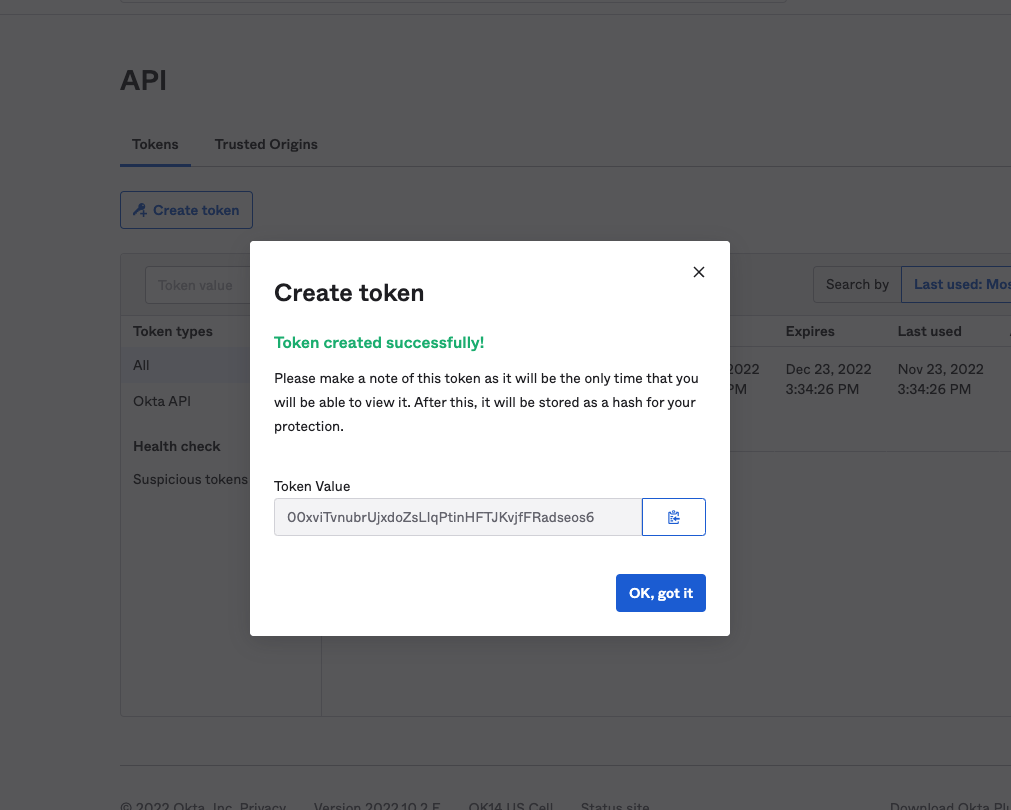 API
Tokens
Trusted Origins
Create token
Token value
Search by
Last used:
Token types
Expires
Last used
All
2022
PM
Dec 23, 2022
3:34:26 PM
Nov 23, 2022
3:34:26 PM
Okta API
Health check
Suspicious tokens
Create token
Token created successfully!
Please make a note of this token as it will be the only time that you
will be able to view it. After this, it will be stored as a hash for your
protection.
Token Value
00xviTvnubrUjxdoZsLlqPtinHFTJKvjfFRadseos6
OK, got it
© 2022 Okta, Inc. Privacy
Version 2022.10.2 E
OK14 US Cell
Status site
Download Okta